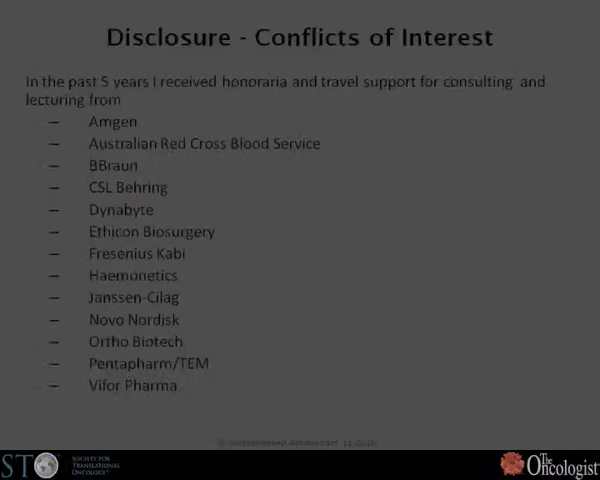 Disclosure - Conflicts of Interest
In the past 5 years I received honoraria and travel support for consulting and
lecturing from
– Amgen
– Australian Red Cross Blood Service
– BBraun
– CSL Behring
– Dynabyte
– Ethicon Biosurgery
– Fresenius Kabi
– Haemonetics
– Janssen-Cilag
– Novo Nordisk
– Ortho Biotech
– Pentapharm/TEM
– Vifor Pharma
STO
SOCIETY FOR
TRANSLATIONAL
ONCOLOGY
The
Oncologist